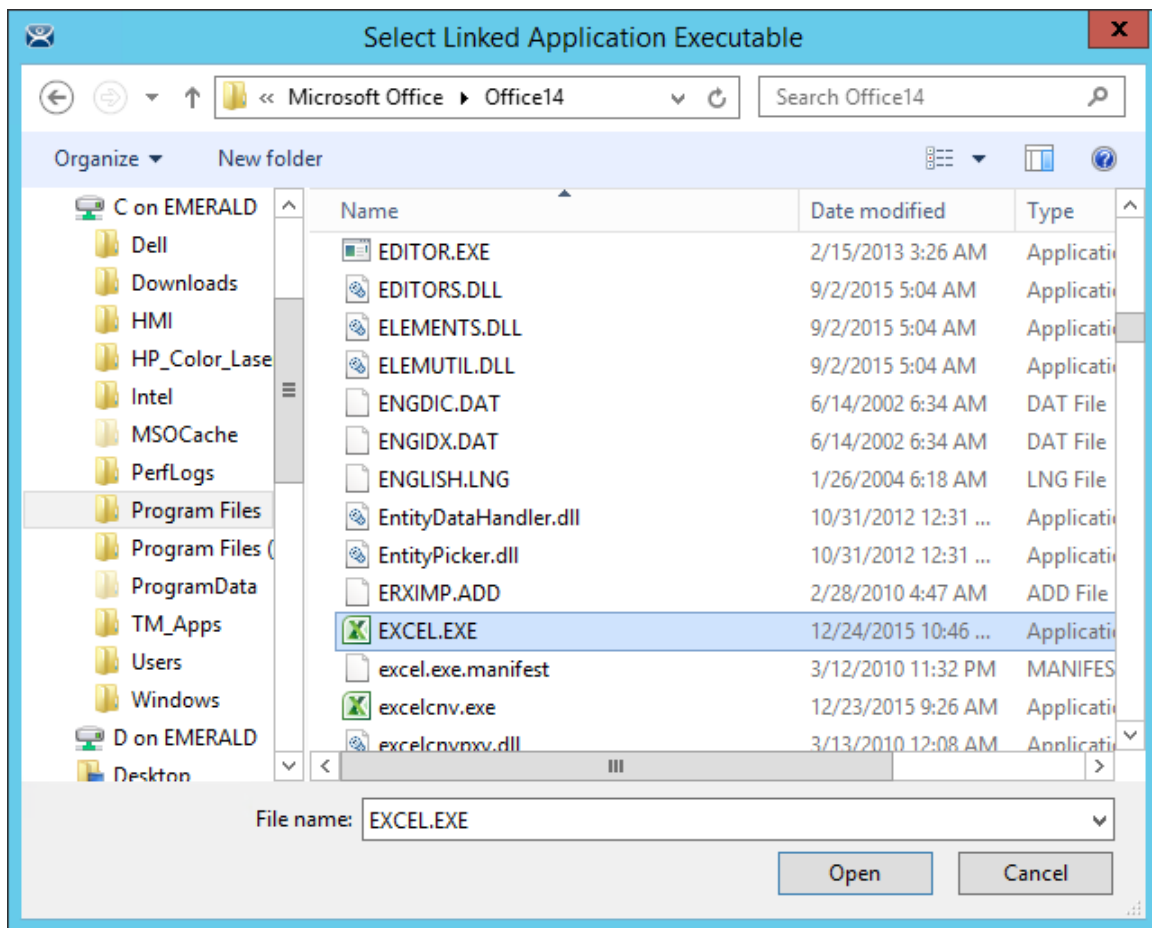 Select Linked Application Executable
x
« Microsoft Office Office14
Search Office14
Organize New folder
C on EMERALD
Dell
Downloads
HMI
HP_Color_Lase
Intel
MSOCache
PerfLogs
Program Files
Program Files (
ProgramData
TM_Apps
Users
Windows
D on EMERALD
Desktop
Name Date modified Type
EDITOR.EXE 2/15/2013 3:26 AM Applicati
EDITORS.DLL 9/2/2015 5:04 AM Applicati
ELEMENTS.DLL 9/2/2015 5:04 AM Applicati
ELEMUTIL.DLL 9/2/2015 5:04 AM Applicati
ENGDIC.DAT 6/14/2002 6:34 AM DAT File
ENGIDX.DAT 6/14/2002 6:34 AM DAT File
ENGLISH.LNG 1/26/2004 6:18 AM LNG File
EntityDataHandler.dll 10/31/2012 12:31 ... Applicati
EntityPicker.dll 10/31/2012 12:31 ... Applicati
ERXIMP.ADD 2/28/2010 4:47 AM ADD File
EXCEL.EXE 12/24/2015 10:46 ... Applicati
excel.exe.manifest 3/12/2010 11:32 PM MANIFES
excelcnv.exe 12/23/2015 9:26 AM Applicati
excelcnvpxy.dll 3/13/2010 12:08 AM Applicati
File name: EXCEL.EXE
Open Cancel